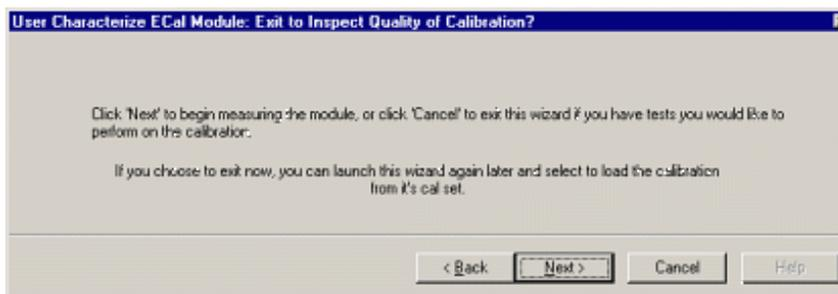 User Characterize ECal Module: Exit to Inspect Quality of Calibration?
Click 'Next' to begin measuring the module, or click 'Cancel' to exit this wizard if you have tests you would like to
perform on the calibration.
If you choose to exit now, you can launch this wizard again later and select to load the calibration
from it's cal set.
< Back
Next >
Cancel
Help